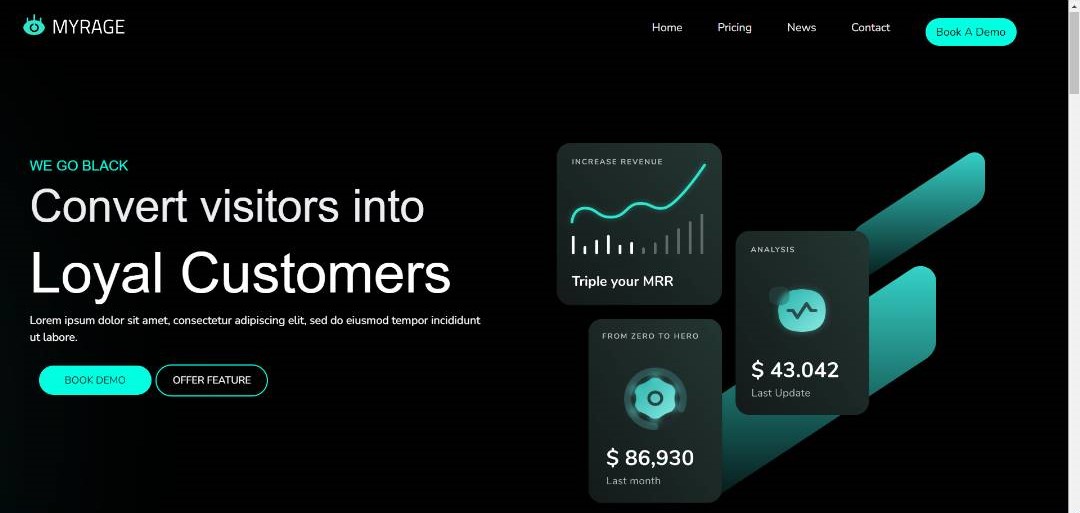 MYRAGE
Home
Pricing
News
Contact
Book A Demo
WE GO BLACK
Convert visitors into
Loyal Customers
Lorem ipsum dolor sit amet, consectetur adipiscing elit, sed do eiusmod tempor incididunt
ut labore.
BOOK DEMO
OFFER FEATURE
INCREASE REVENUE
Triple your MRR
ANALYSIS
$ 43.042
Last Update
FROM ZERO TO HERO
$ 86,930
Last month